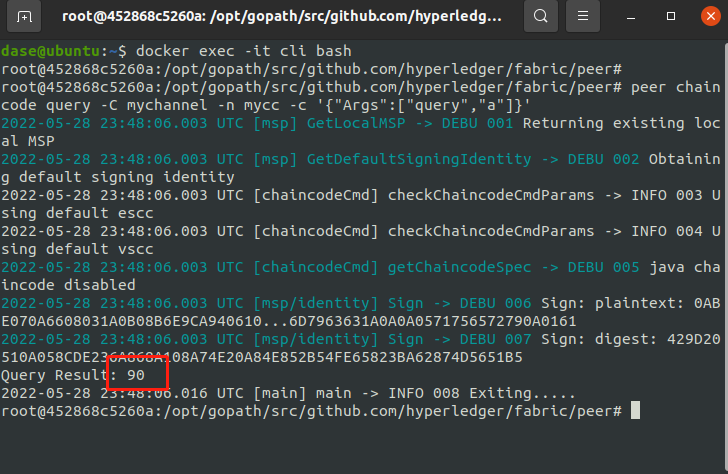 root@452868c5260a: /opt/gopath/src/github.com/hyperledg...
dase@ubuntu:~$ docker exec -it cli bash
root@452868c5260a:/opt/gopath/src/github.com/hyperledger/fabric/peer#
root@452868c5260a:/opt/gopath/src/github.com/hyperledger/fabric/peer# peer chain
code query -C mychannel -n mycc -c '{"Args":["query","a"]}'
2022-05-28 23:48:06.003 UTC [msp] GetLocalMSP -> DEBU 001 Returning existing loc
al MSP
2022-05-28 23:48:06.003 UTC [msp] GetDefaultSigningIdentity -> DEBU 002 Obtainin
g default signing identity
2022-05-28 23:48:06.003 UTC [chaincodeCmd] checkChaincodeCmdParams -> INFO 003 U
sing default escc
2022-05-28 23:48:06.003 UTC [chaincodeCmd] checkChaincodeCmdParams -> INFO 004 U
sing default vscc
2022-05-28 23:48:06.003 UTC [chaincodeCmd] getChaincodeSpec -> DEBU 005 java cha
incode disabled
2022-05-28 23:48:06.003 UTC [msp/identity] Sign -> DEBU 006 Sign: plaintext: 0AB
E070A6608031A0B08B6E9CA940610...6D7963631A0A0A0571756572790A0161
2022-05-28 23:48:06.003 UTC [msp/identity] Sign -> DEBU 007 Sign: digest: 429D20
Query Result: 90
2022-05-28 23:48:06.016 UTC [main] main -> INFO 008 Exiting.....
root@452868c5260a:/opt/gopath/src/github.com/hyperledger/fabric/peer#